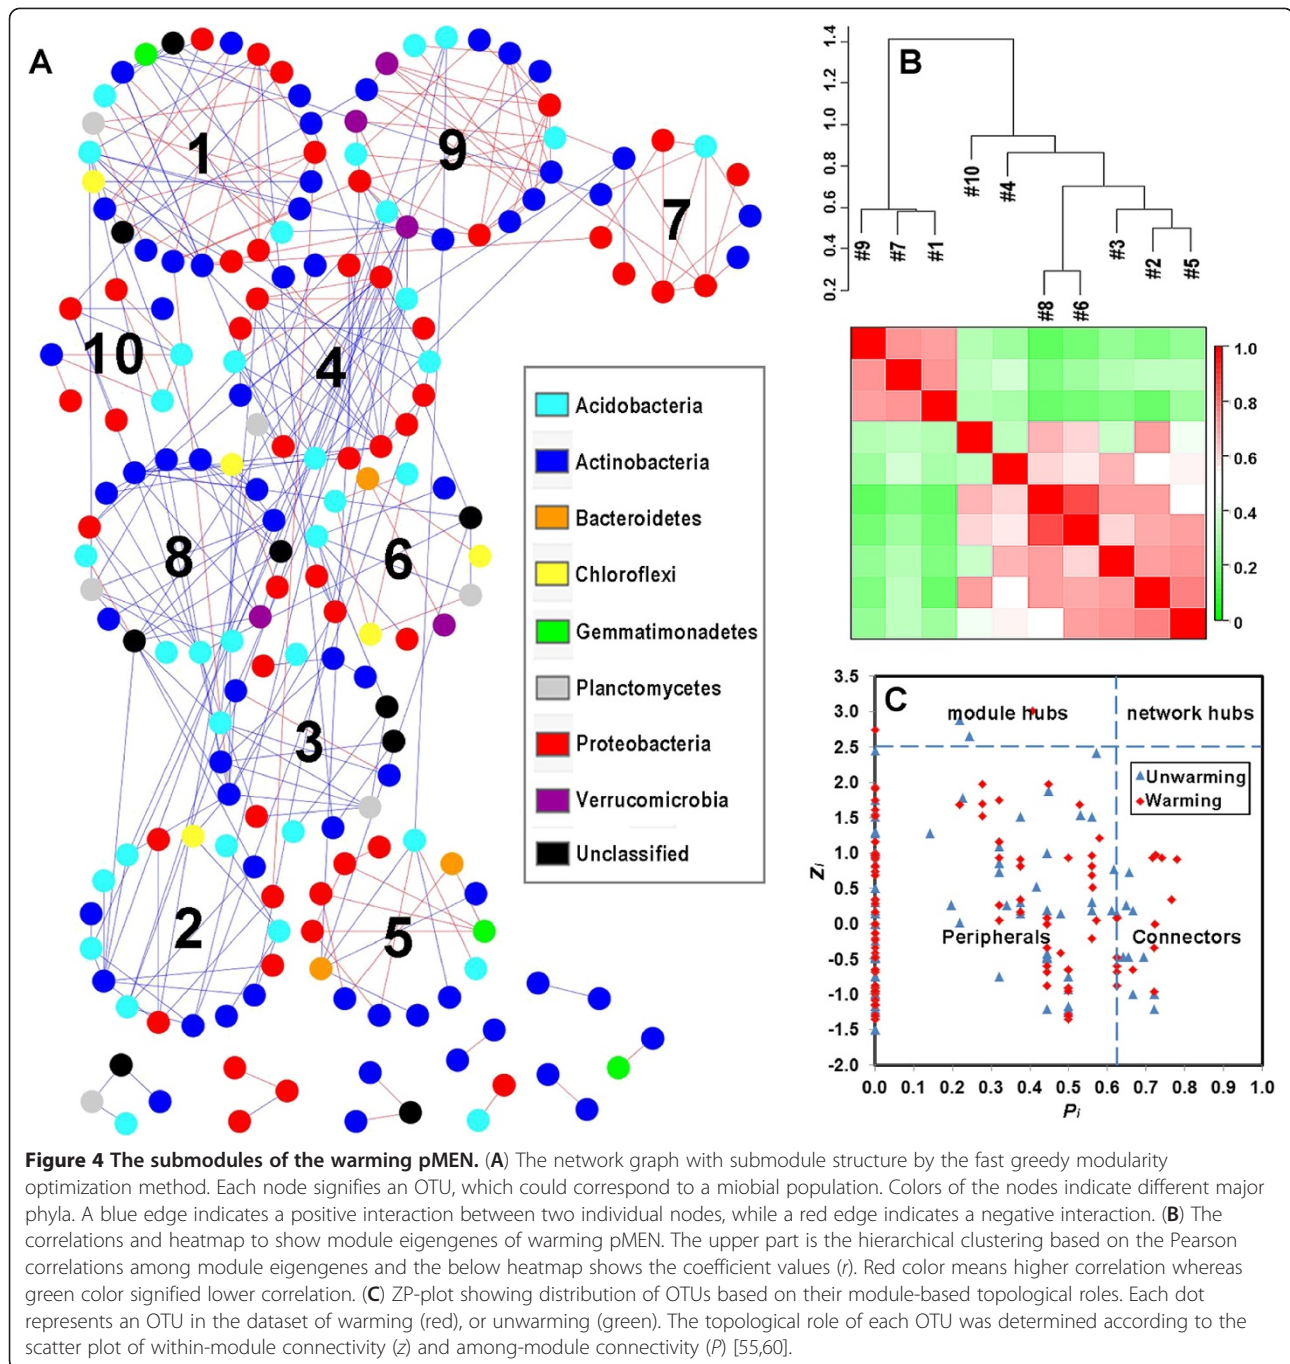 A
1
9
7
10
4
8
6
3
2
5
Acidobacteria
Actinobacteria
Bacteroidetes
Chloroflexi
Gemmatimonadetes
Planctomycetes
Proteobacteria
Verrucomicrobia
Unclassified
B
1.4
1.2
1.0
0.8
0.6
0.4
0.2
#10
#4
#9
#7
#1
#3
#2
#5
#8
#6
1.0
0.8
0.6
0.4
0.2
0
C
3.5
3.0
2.5
2.0
1.5
1.0
0.5
0.0
-0.5
-1.0
-1.5
-2.0
Zi
module hubs
network hubs
Unwarming
Warming
Peripherals
Connectors
0.0 0.1 0.2 0.3 0.4 0.5 0.6 0.7 0.8 0.9 1.0
Pi
Figure 4 The submodules of the warming pMEN. (A) The network graph with submodule structure by the fast greedy modularity
optimization method. Each node signifies an OTU, which could correspond to a miobial population. Colors of the nodes indicate different major
phyla. A blue edge indicates a positive interaction between two individual nodes, while a red edge indicates a negative interaction. (B) The
correlations and heatmap to show module eigengenes of warming pMEN. The upper part is the hierarchical clustering based on the Pearson
correlations among module eigengenes and the below heatmap shows the coefficient values (r). Red color means higher correlation whereas
green color signified lower correlation. (C) ZP-plot showing distribution of OTUs based on their module-based topological roles. Each dot
represents an OTU in the dataset of warming (red), or unwarming (green). The topological role of each OTU was determined according to the
scatter plot of within-module connectivity (z) and among-module connectivity (P) [55,60].